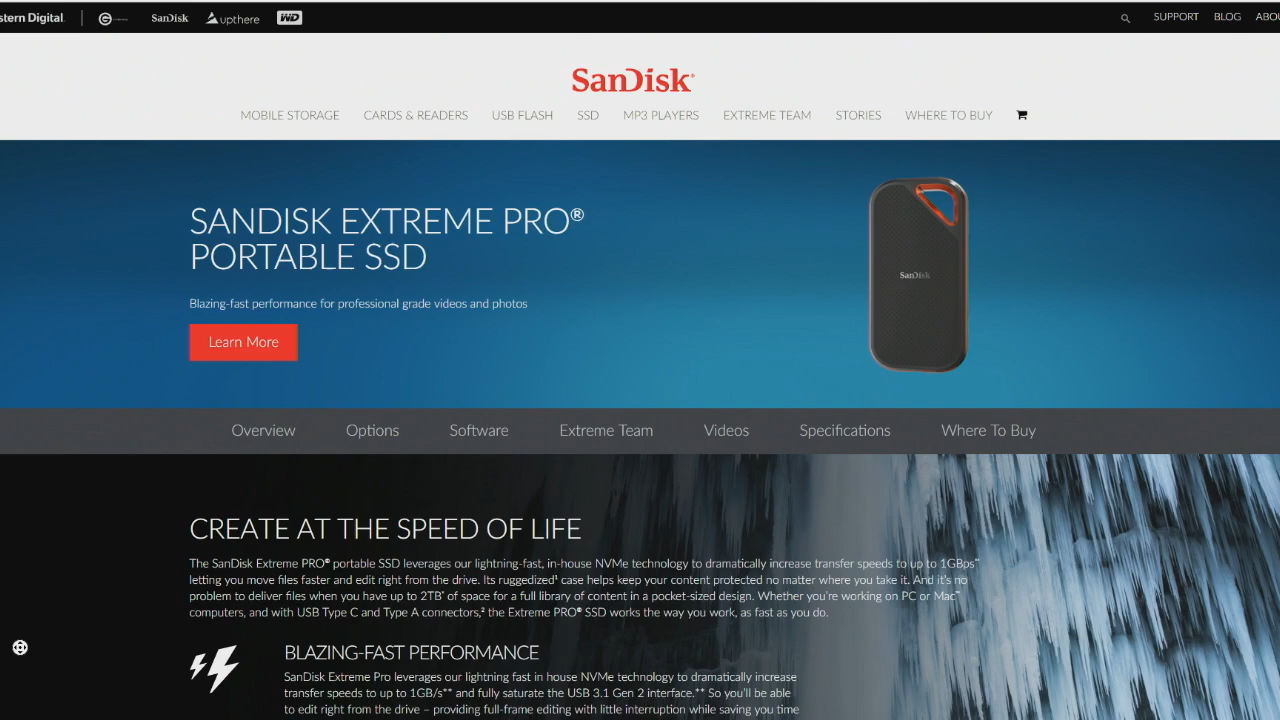 stern Digital.
SanDisk
upthere
WD
SUPPORT
BLOG
ABOU
SanDisk®
MOBILE STORAGE
CARDS & READERS
USB FLASH
SSD
MP3 PLAYERS
EXTREME TEAM
STORIES
WHERE TO BUY
SANDISK EXTREME PRO®
PORTABLE SSD
Blazing-fast performance for professional grade videos and photos
Learn More
SanDisk
Overview
Options
Software
Extreme Team
Videos
Specifications
Where To Buy
CREATE AT THE SPEED OF LIFE
The SanDisk Extreme PRO® portable SSD leverages our lightning-fast, in-house NVMe technology to dramatically increase transfer speeds to up to 1GBps**
letting you move files faster and edit right from the drive. Its ruggedized¹ case helps keep your content protected no matter where you take it. And it's no
problem to deliver files when you have up to 2TB* of space for a full library of content in a pocket-sized design. Whether you're working on PC or Mac™
computers, and with USB Type C and Type A connectors,² the Extreme PRO® SSD works the way you work, as fast as you do.
BLAZING-FAST PERFORMANCE
SanDisk Extreme Pro leverages our lightning fast in house NVMe technology to dramatically increase
transfer speeds to up to 1GB/s** and fully saturate the USB 3.1 Gen 2 interface.** So you'll be able
to edit right from the drive – providing full-frame editing with little interruption while saving you time